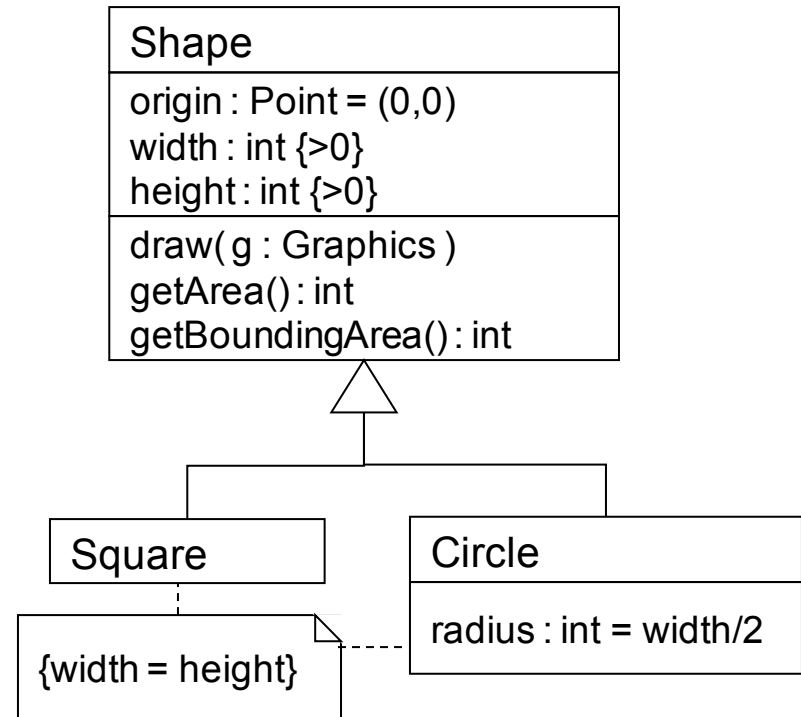 Shape
origin : Point = (0,0)
width : int {>0}
height : int {>0}
draw( g : Graphics )
getArea() : int
getBoundingArea() : int
Square
Circle
radius : int = width/2
{width = height}